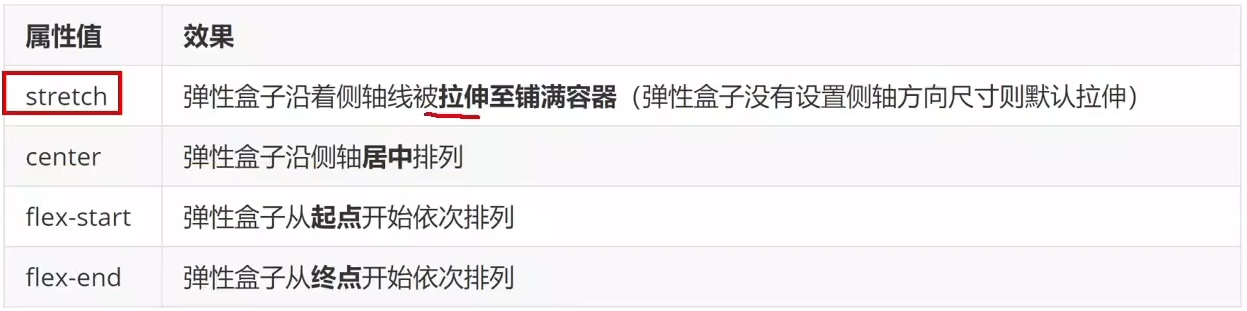 属性值 效果
stretch 弹性盒子沿着侧轴线被拉伸至铺满容器（弹性盒子没有设置侧轴方向尺寸则默认拉伸）
center 弹性盒子沿侧轴居中排列
flex-start 弹性盒子从起点开始依次排列
flex-end 弹性盒子从终点开始依次排列